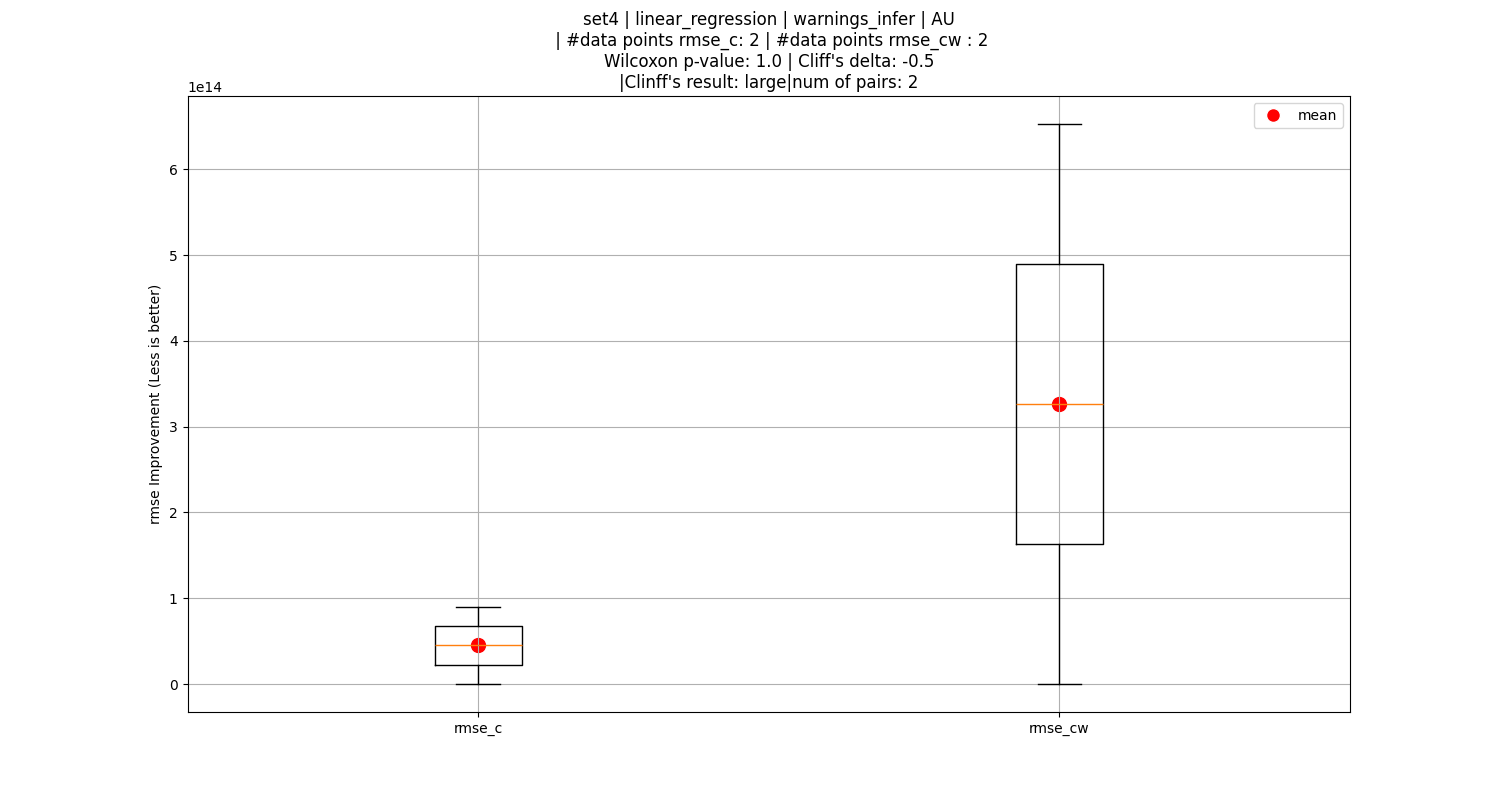 set4 | linear_regression | warnings_infer | AU
| #data points rmse_c: 2 | #data points rmse_cw : 2
Wilcoxon p-value: 1.0 | Cliff's delta: -0.5
|Clinff's result: large|num of pairs: 2
1e14
mean
6
5
4
3
2
1
0
rmse Improvement (Less is better)
rmse_c
rmse_cw